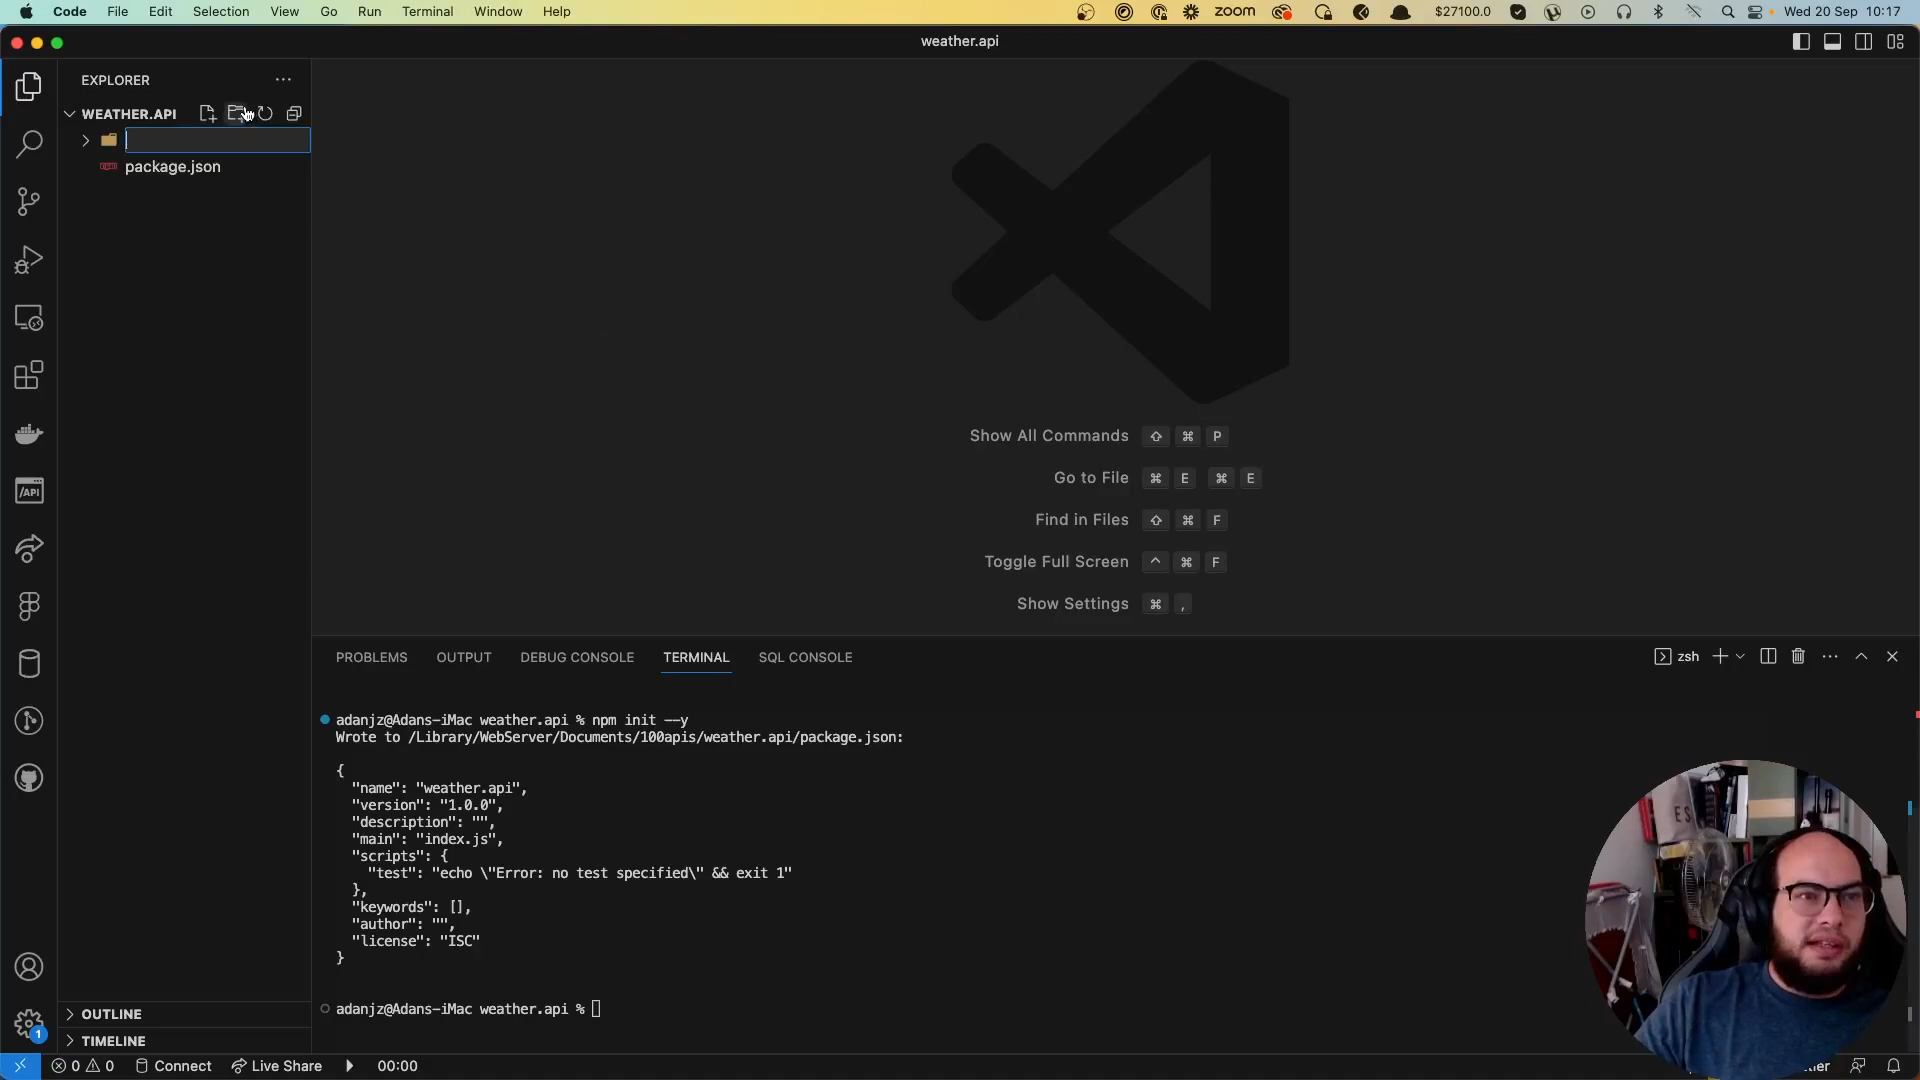 Code File Edit Selection View Go Run Terminal Window Help zoom $27100.0 Wed 20 Sep 10:17
weather.api
EXPLORER
WEATHER.API
package.json
Show All Commands ⇧ ⌘ P
Go to File ⌘ E ⌘ E
Find in Files ⇧ ⌘ F
Toggle Full Screen ^ ⌘ F
Show Settings ⌘ ,
PROBLEMS OUTPUT DEBUG CONSOLE TERMINAL SQL CONSOLE zsh
adanjz@Adans-iMac weather.api % npm init --y
Wrote to /Library/WebServer/Documents/100apis/weather.api/package.json:
{
"name": "weather.api",
"version": "1.0.0",
"description": "",
"main": "index.js",
"scripts": {
"test": "echo \"Error: no test specified\" && exit 1"
},
"keywords": [],
"author": "",
"license": "ISC"
}
adanjz@Adans-iMac weather.api %
/API
OUTLINE
TIMELINE
1
0 0 Connect Live Share 00:00